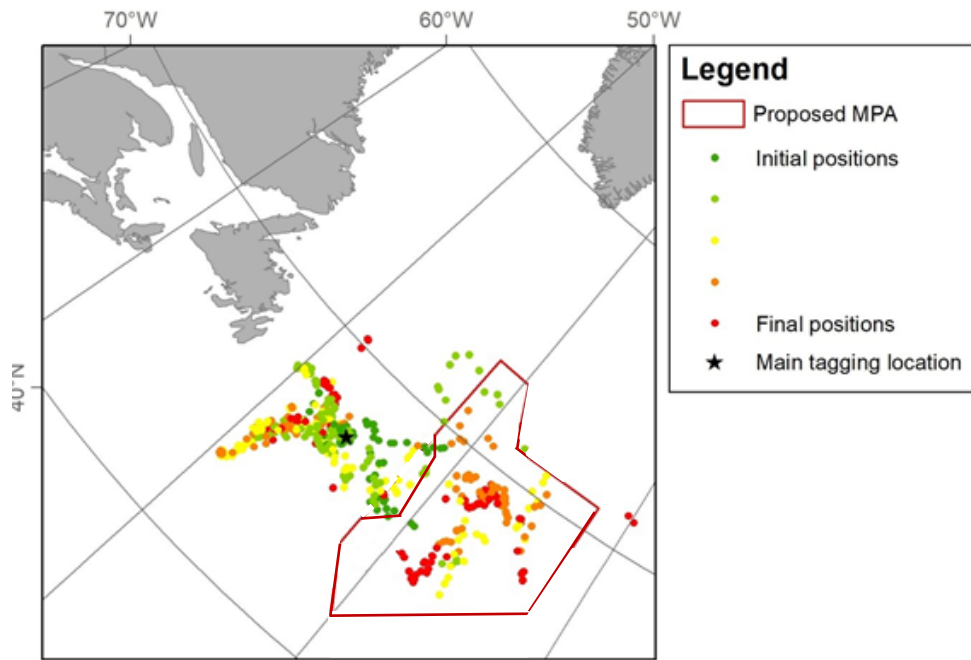 70°W
60°W
50°W
40°N
Legend
Proposed MPA
Initial positions
Final positions
Main tagging location